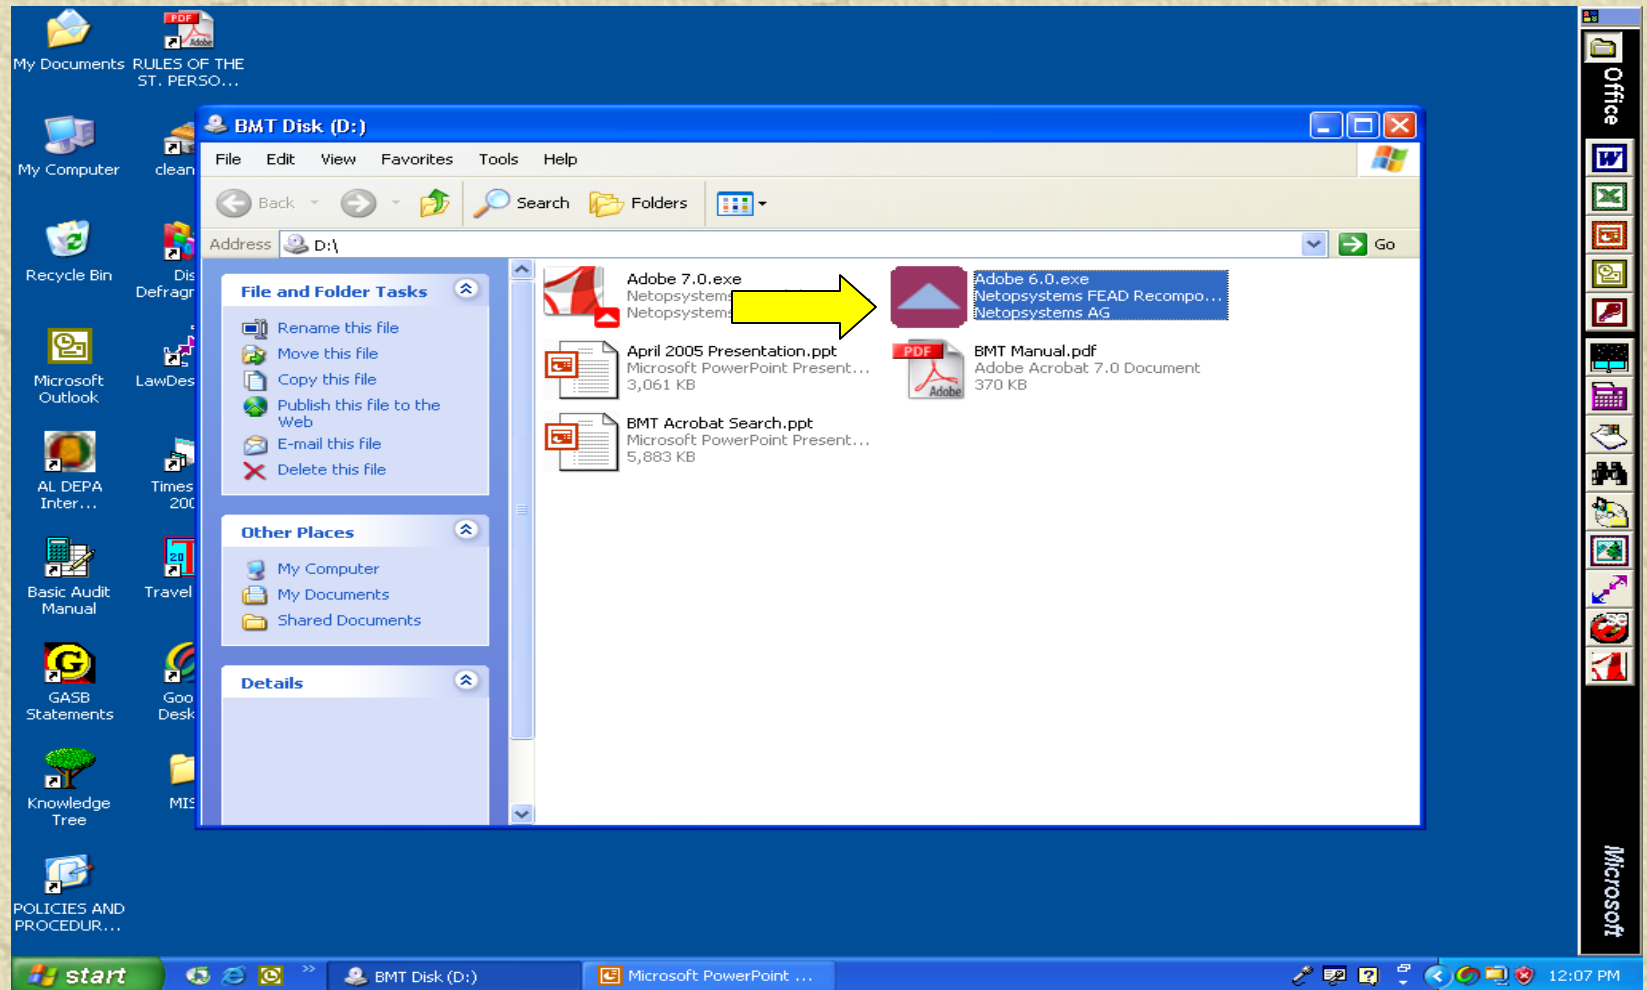 My Documents
RULES OF THE
ST. PERSO...
My Computer
clean
Recycle Bin
Dis
Defragr
Microsoft
Outlook
LawDes
AL DEPA
Inter...
Times
200
Basic Audit
Manual
Travel
GASB
Statements
Goo
Desk
Knowledge
Tree
MIS
POLICIES AND
PROCEDUR...
BMT Disk (D:)
File Edit View Favorites Tools Help
Back Search Folders
Address D:\ Go
File and Folder Tasks
Rename this file
Move this file
Copy this file
Publish this file to the
Web
E-mail this file
Delete this file
Other Places
My Computer
My Documents
Shared Documents
Details
Adobe 7.0.exe
Netopsystems
Netopsystems
Adobe 6.0.exe
Netopsystems FEAD Recompo...
Netopsystems AG
April 2005 Presentation.ppt
Microsoft PowerPoint Present...
3,061 KB
PDF
Adobe
BMT Manual.pdf
Adobe Acrobat 7.0 Document
370 KB
BMT Acrobat Search.ppt
Microsoft PowerPoint Present...
5,883 KB
Office
Microsoft
start
BMT Disk (D:)
Microsoft PowerPoint ...
12:07 PM